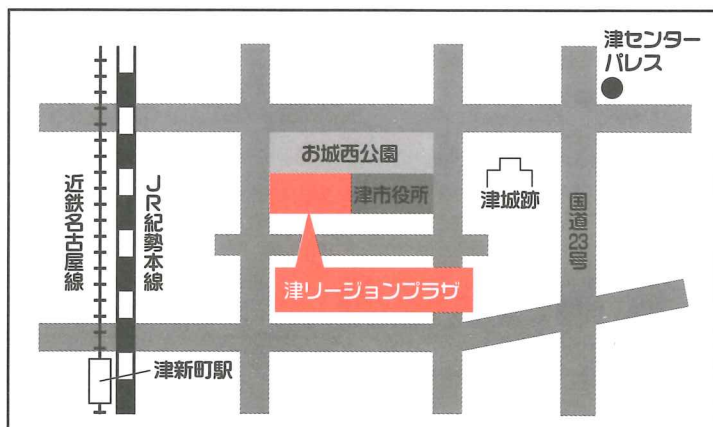 津センター
パレス
お城西公園
津市役所
津城跡
近鉄名古屋線
JR紀勢本線
国道23号
津リージョンプラザ
津新町駅